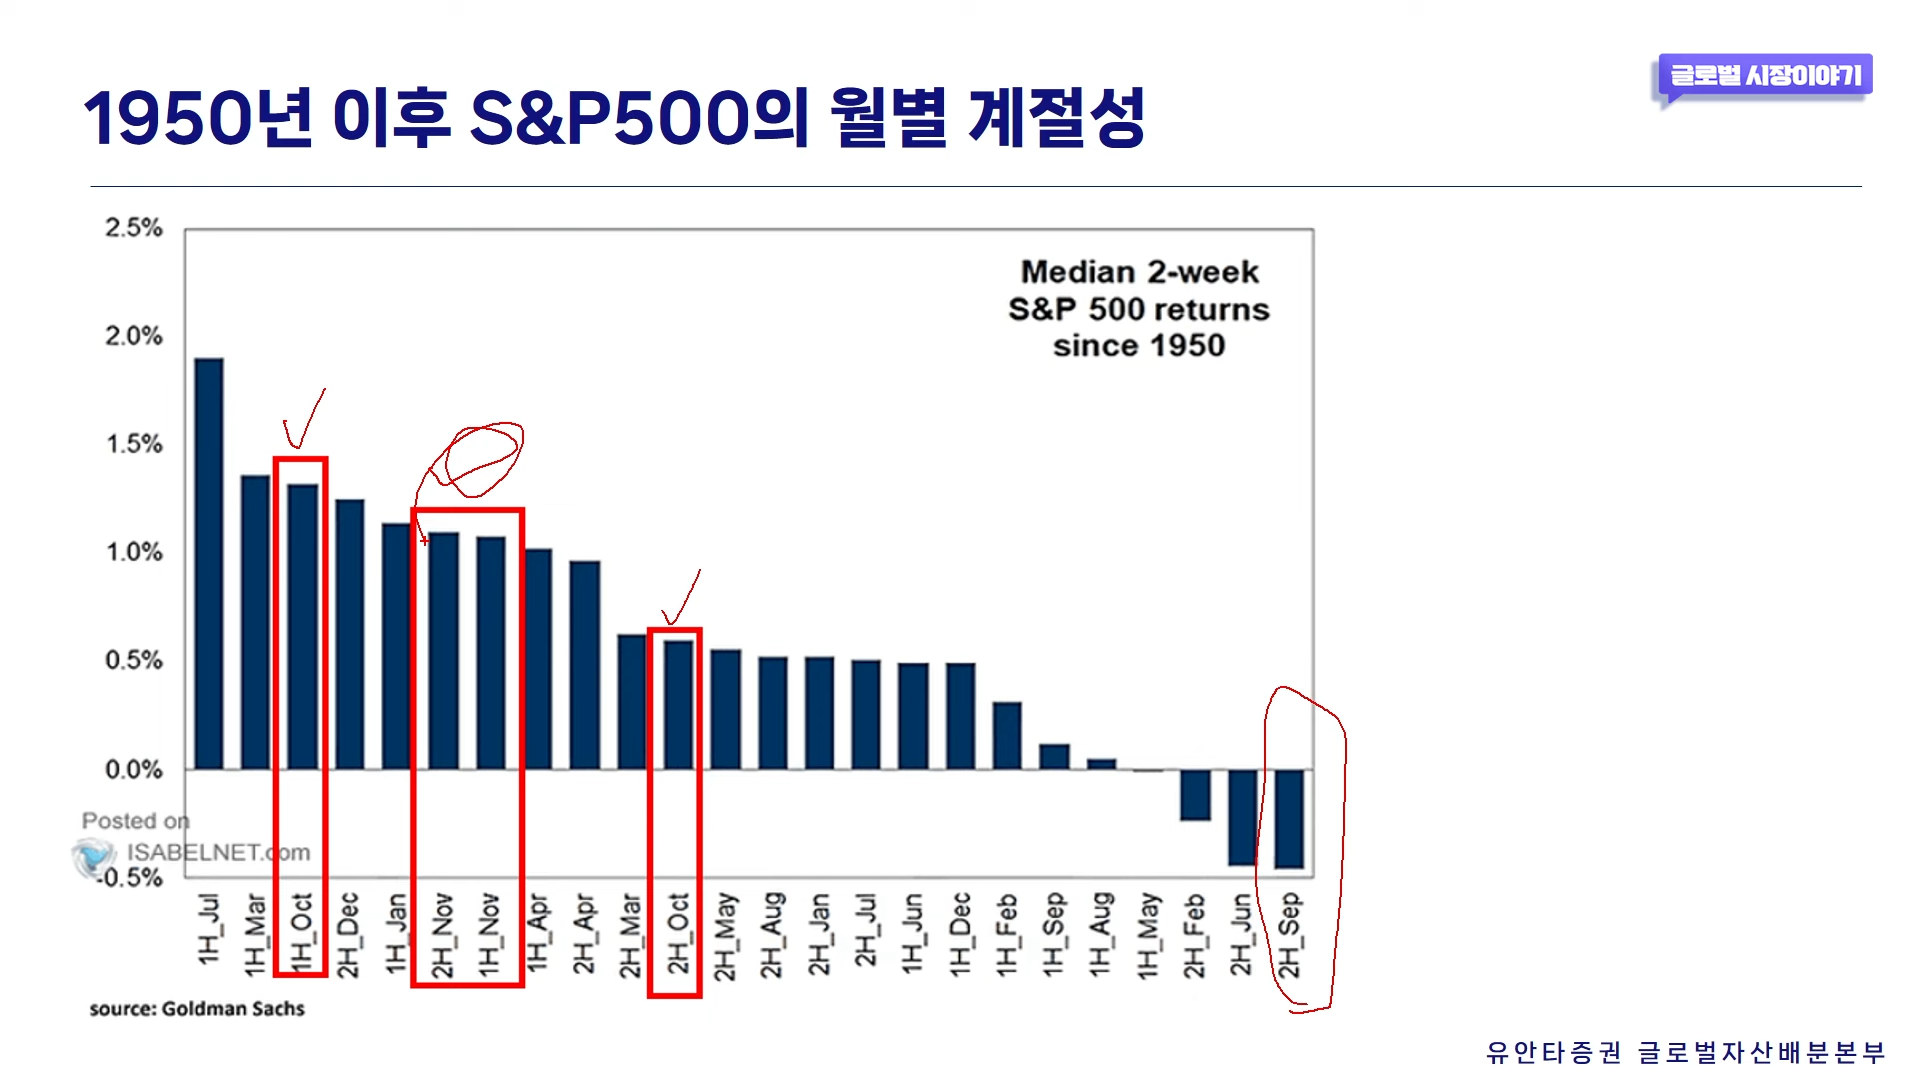 글로벌 시장이야기
1950년 이후 S&P500의 월별 계절성
Median 2-week
S&P 500 returns
since 1950
2.5%
2.0%
1.5%
1.0%
0.5%
0.0%
-0.5%
Posted on
ISABELNET.com
1H_Jul
1H_Mar
1H_Oct
2H_Dec
1H_Jan
2H_Nov
1H_Nov
1H_Apr
2H_Apr
2H_Mar
2H_Oct
2H_May
2H_Aug
2H_Jan
2H_Jul
1H_Jun
1H_Dec
1H_Feb
1H_Sep
1H_Aug
1H_May
2H_Feb
2H_Jun
2H_Sep
source: Goldman Sachs
유안타증권 글로벌자산배분본부